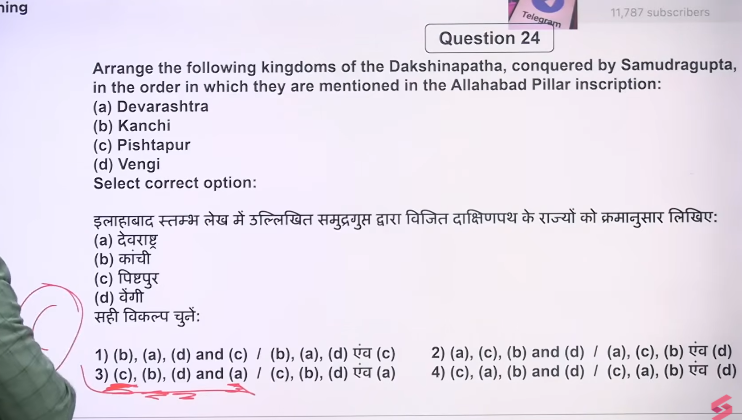 ning
Telegram
11,787 subscribers
Question 24
Arrange the following kingdoms of the Dakshinapatha, conquered by Samudragupta,
in the order in which they are mentioned in the Allahabad Pillar inscription:
(a) Devarashtra
(b) Kanchi
(c) Pishtapur
(d) Vengi
Select correct option:
इलाहाबाद स्तम्भ लेख में उल्लिखित समुद्रगुप्त द्वारा विजित दाक्षिणपथ के राज्यों को क्रमानुसार लिखिए:
(a) देवराष्ट्र
(b) कांची
(c) पिष्टपुर
(d) वेंगी
सही विकल्प चुनें:
1) (b), (a), (d) and (c) / (b), (a), (d) एंव (c) 2) (a), (c), (b) and (d) / (a), (c), (b) एंव (d)
3) (c), (b), (d) and (a) / (c), (b), (d) एंव (a) 4) (c), (a), (b) and (d) / (c), (a), (b) एंव (d)